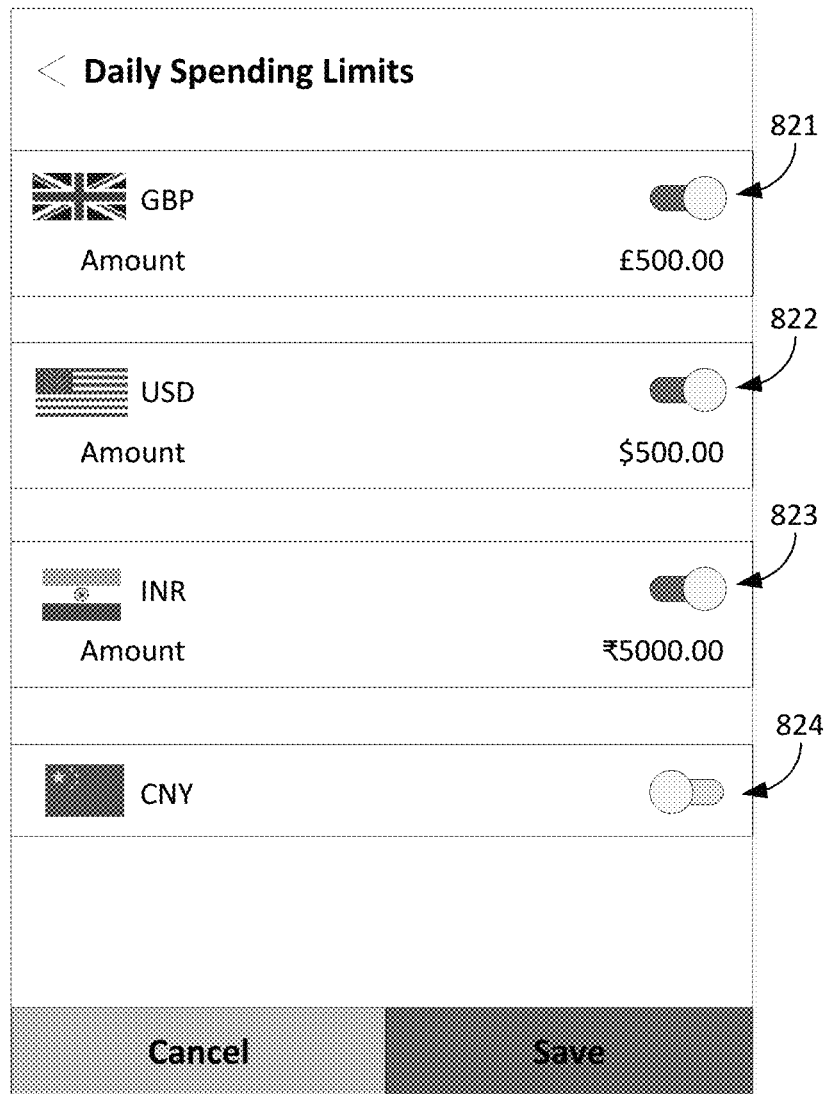 < Daily Spending Limits
821
GBP
Amount £500.00
822
USD
Amount $500.00
823
INR
Amount ₹5000.00
824
CNY
Cancel Save